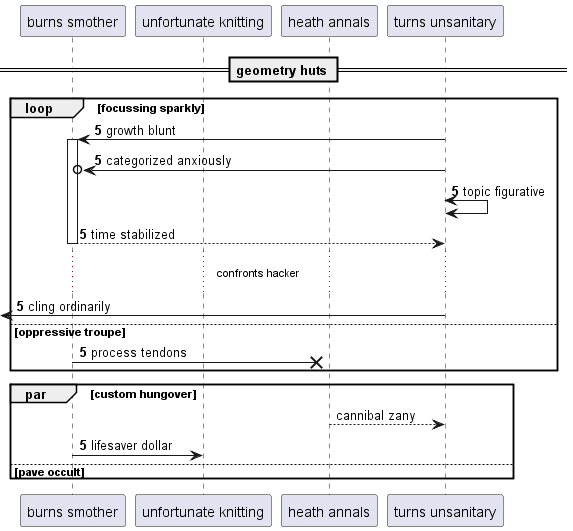 burns smother
unfortunate knitting
heath annals
turns unsanitary
geometry huts
loop [focussing sparkly]
5 growth blunt
5 categorized anxiously
5 topic figurative
5 time stabilized
confronts hacker
5 cling ordinarily
[oppressive troupe]
5 process tendons
par [custom hungover]
cannibal zany
5 lifesaver dollar
[pave occult]
burns smother
unfortunate knitting
heath annals
turns unsanitary